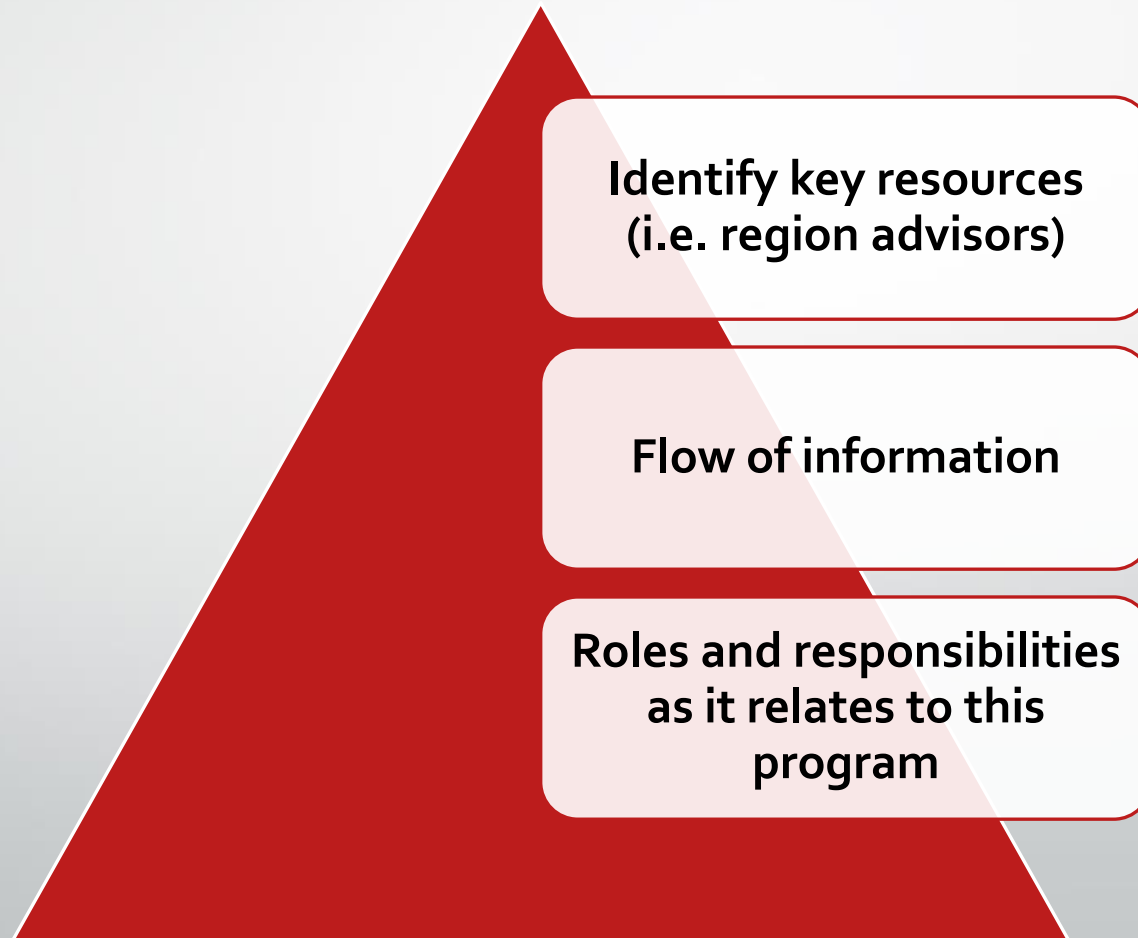 Identify key resources
(i.e. region advisors)
Flow of information
Roles and responsibilities
as it relates to this
program